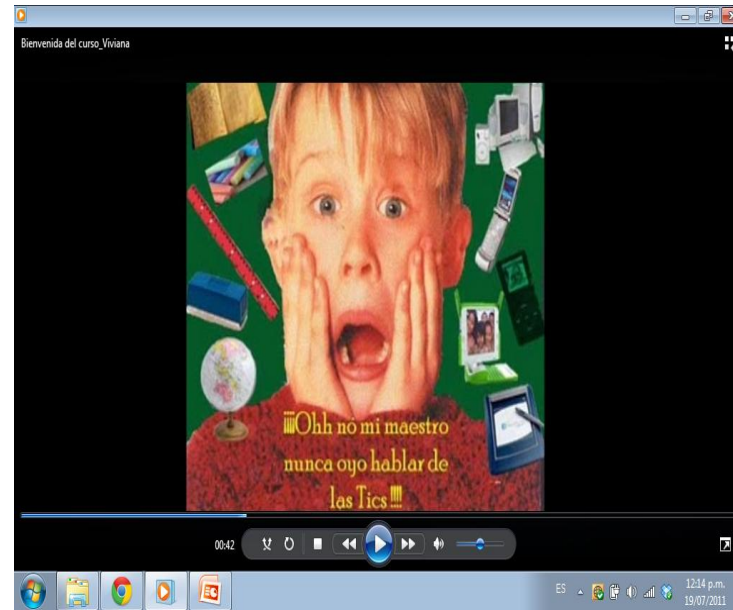 Bienvenida del curso_Viviana
¡¡¡¡Ohh no mi maestro
nunca oyo hablar de
las Tics !!!!
00:42
ES
12:14 p.m.
19/07/2011